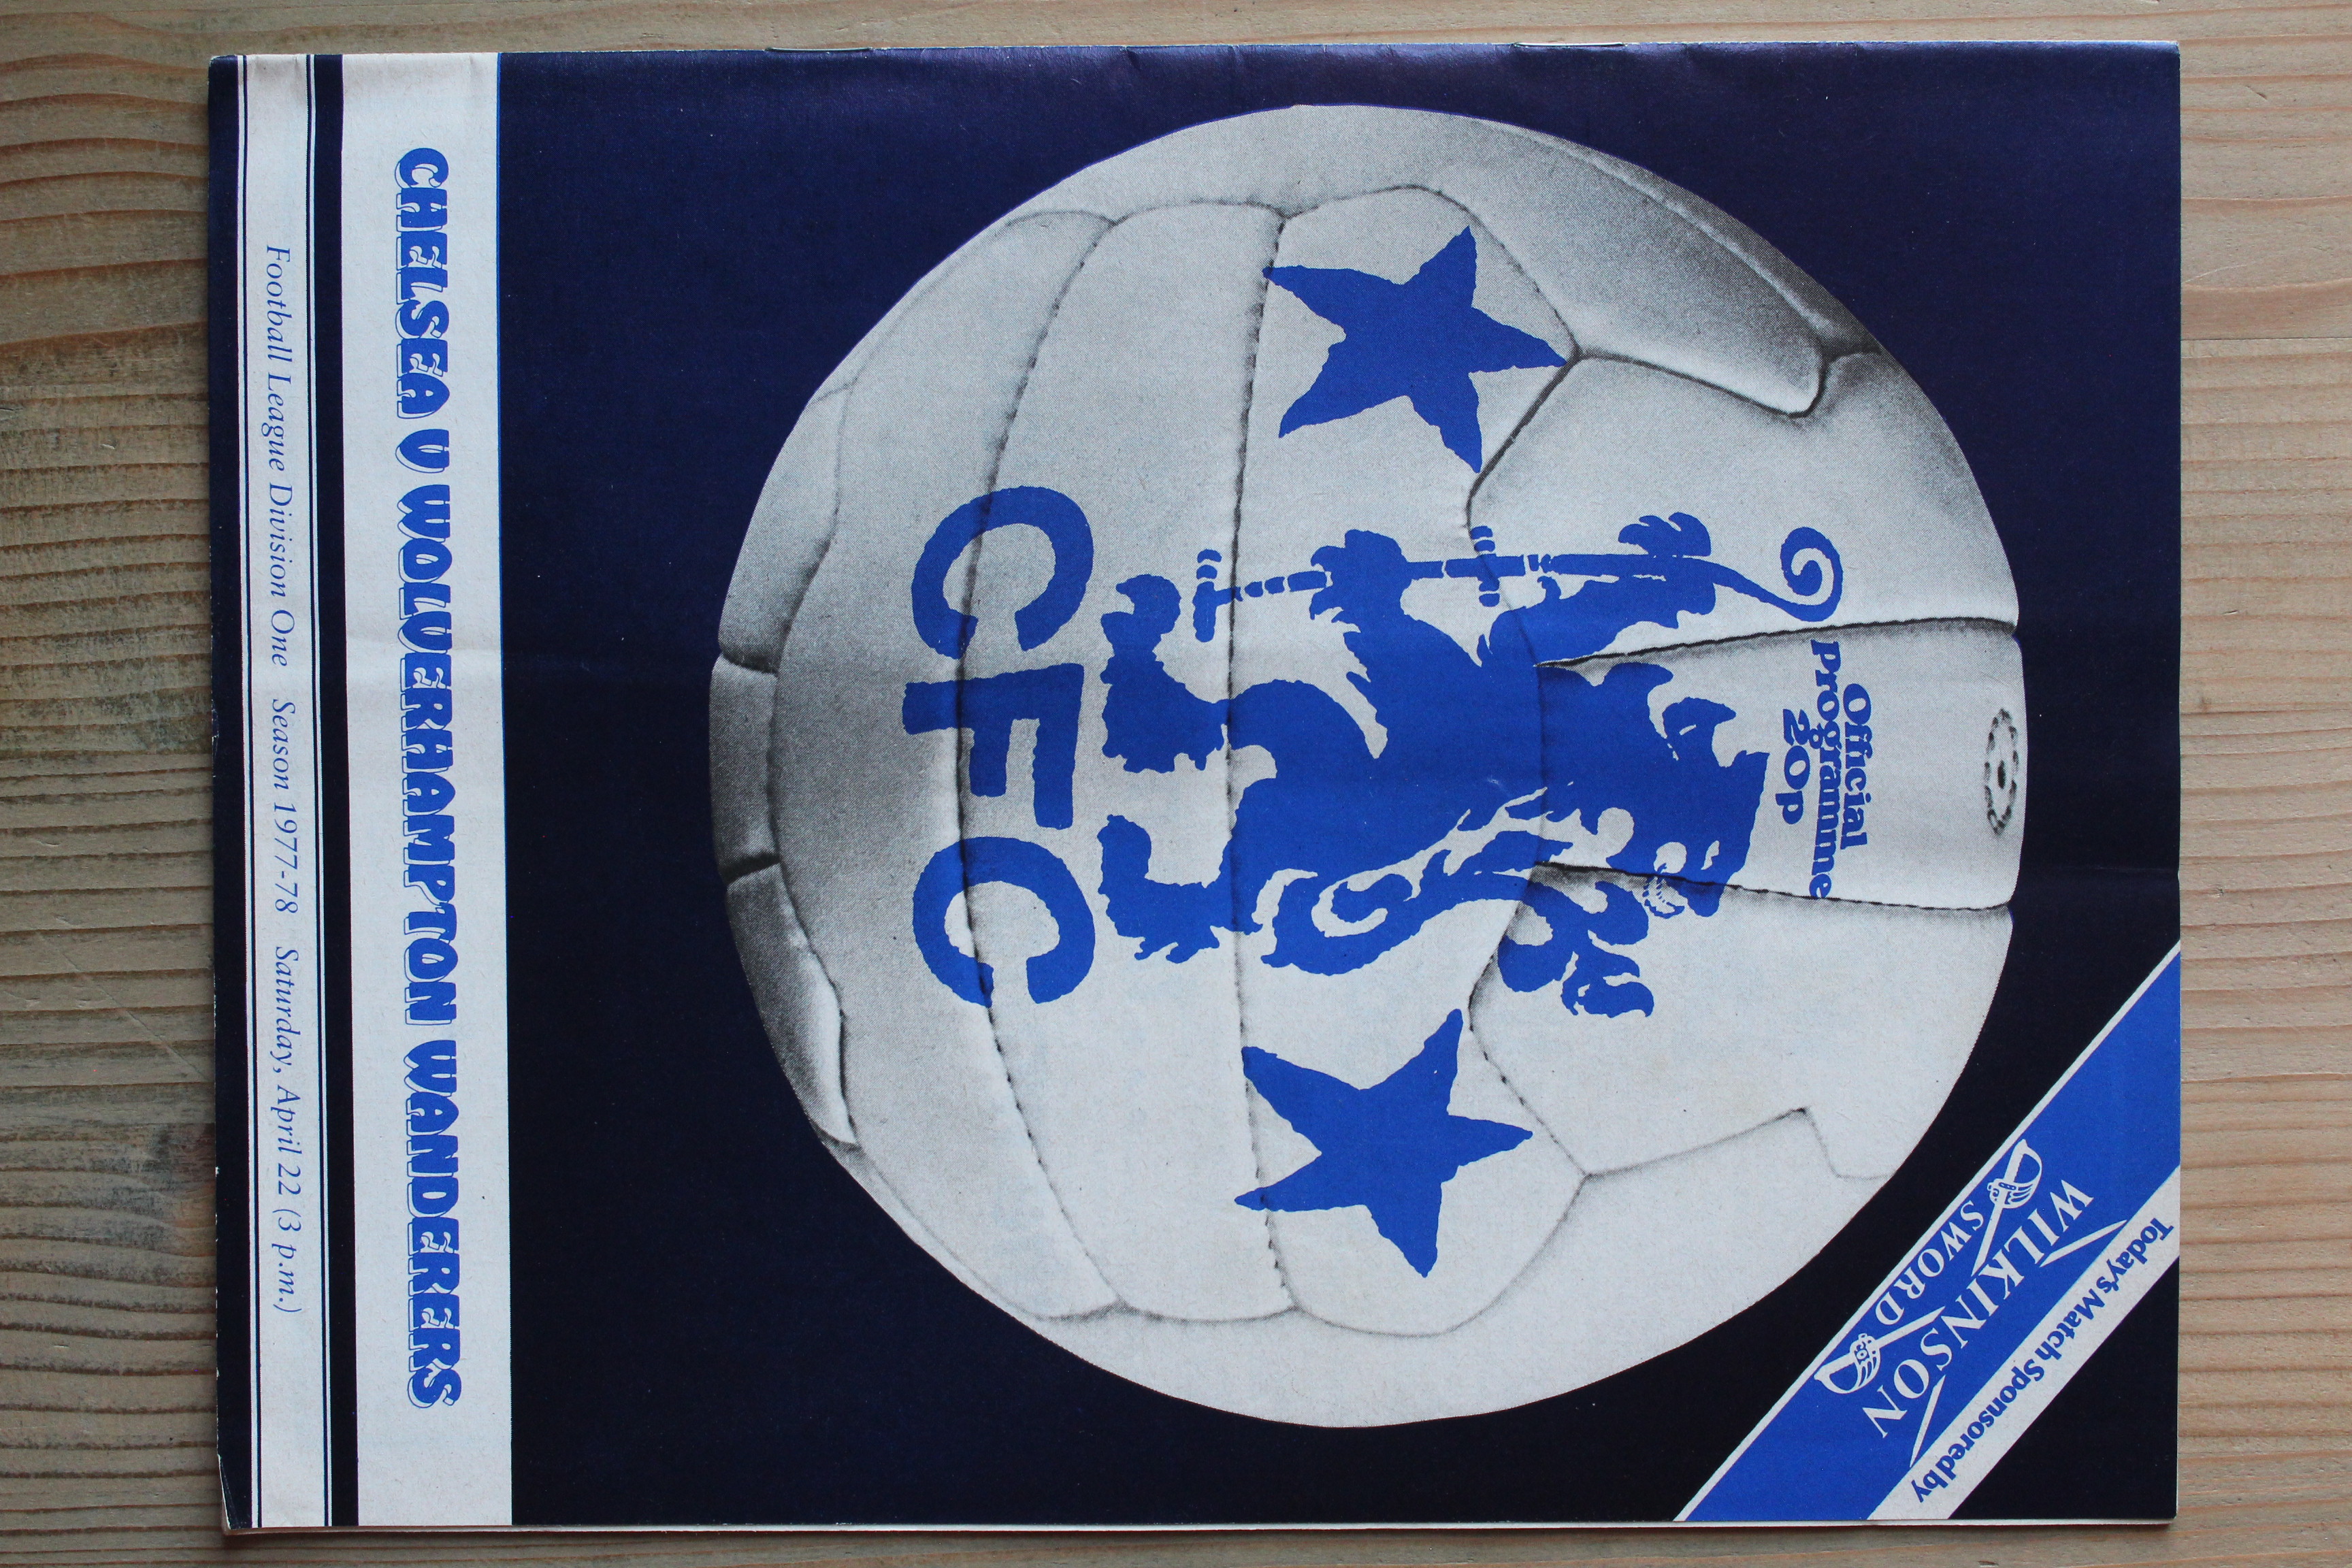 Today's Match Sponsored by
WILKINSON
SWORD
Official
programme
20p
CFC
CHELSEA V WOLVERHAMPTON WANDERERS
Football League Division One Season 1977-78 Saturday, April 22 (3 p.m.)